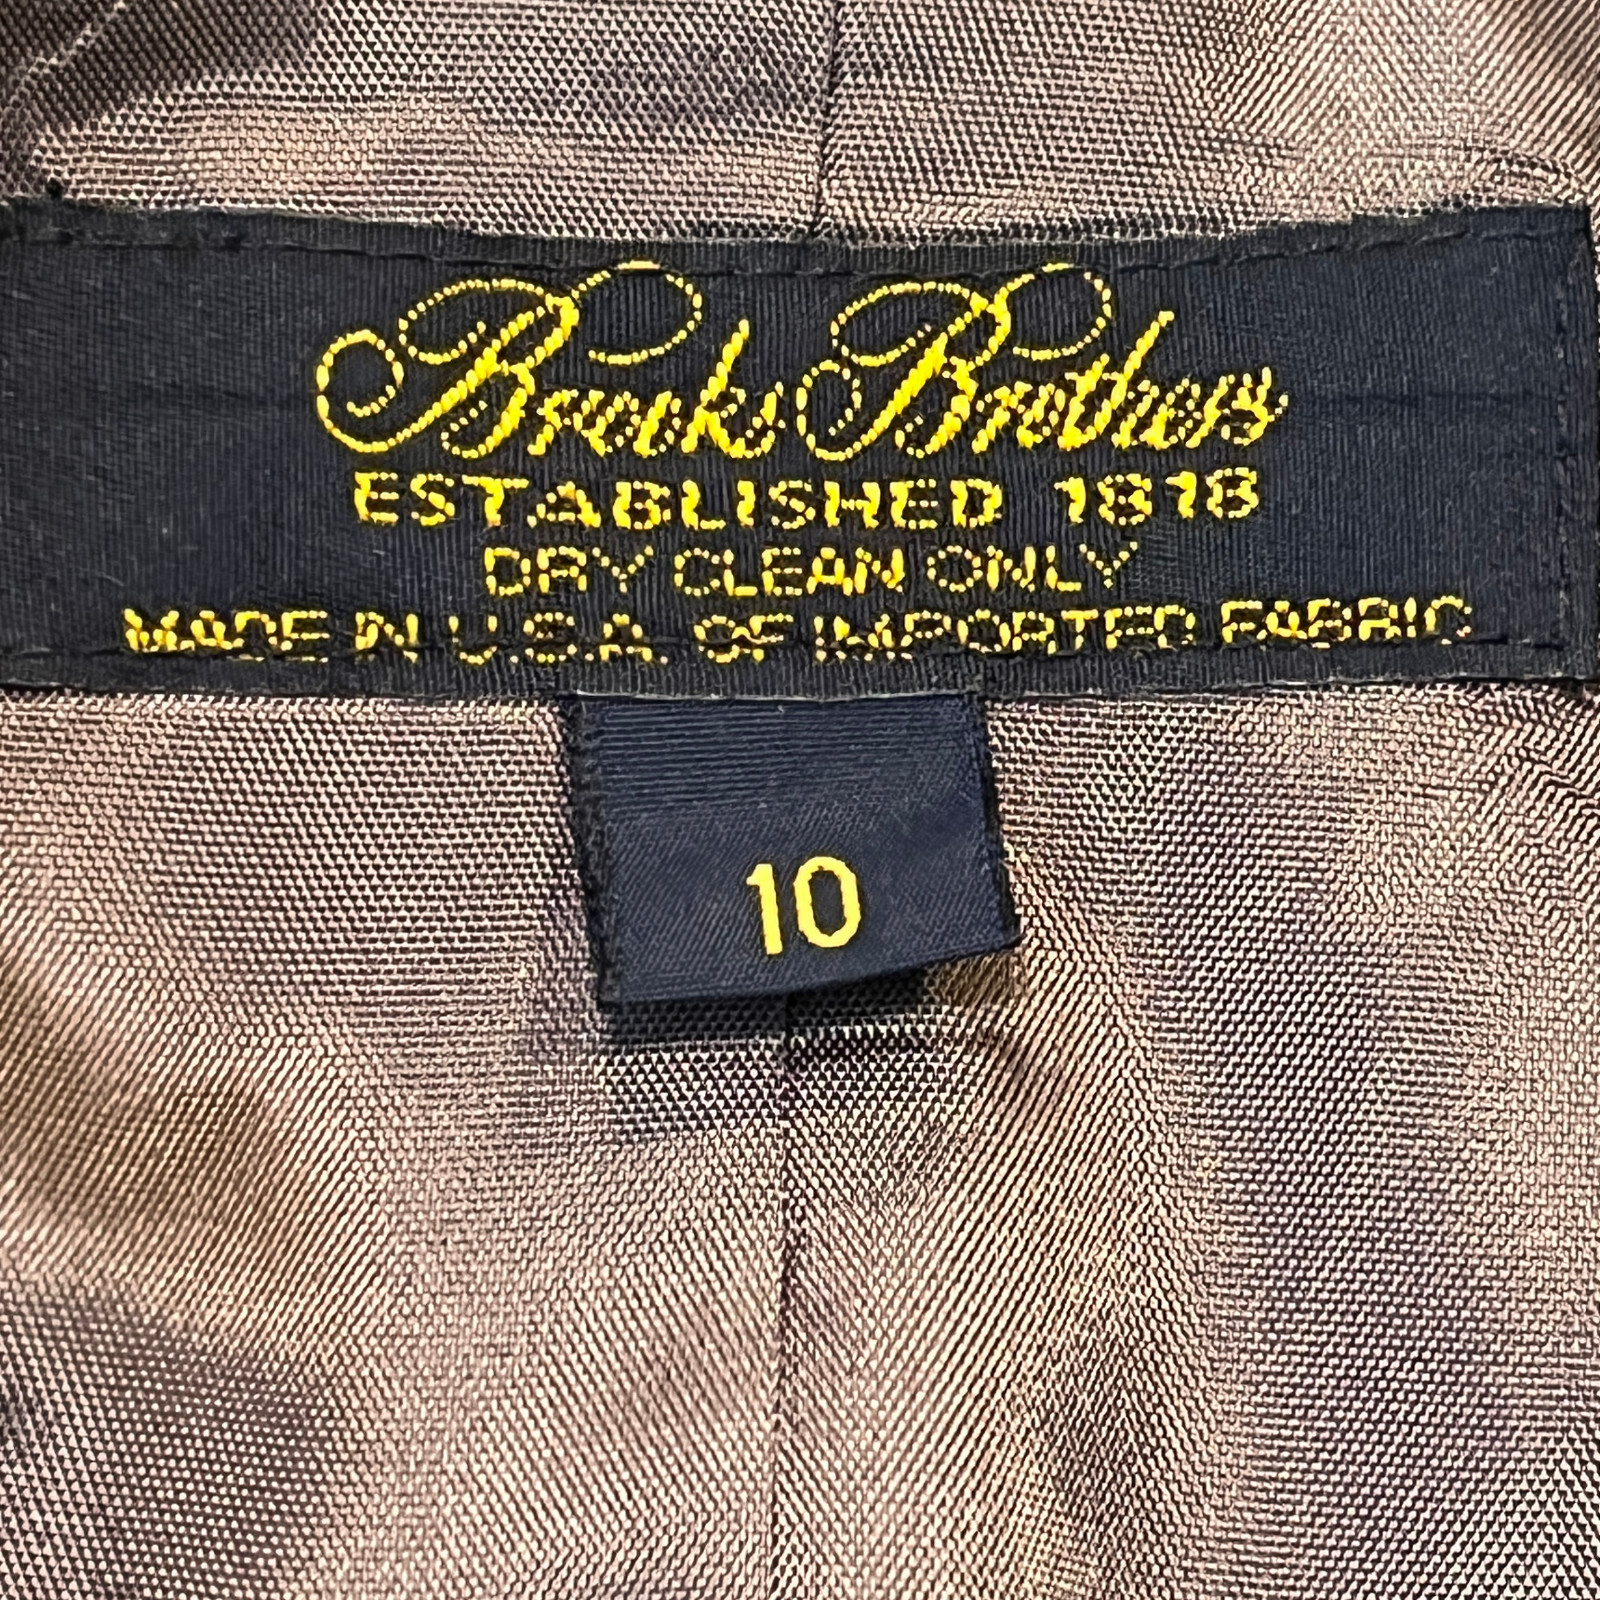 Brooks Brothers
ESTABLISHED 1818
DRY CLEAN ONLY
MADE IN U.S.A. OF IMPORTED FABRIC
10